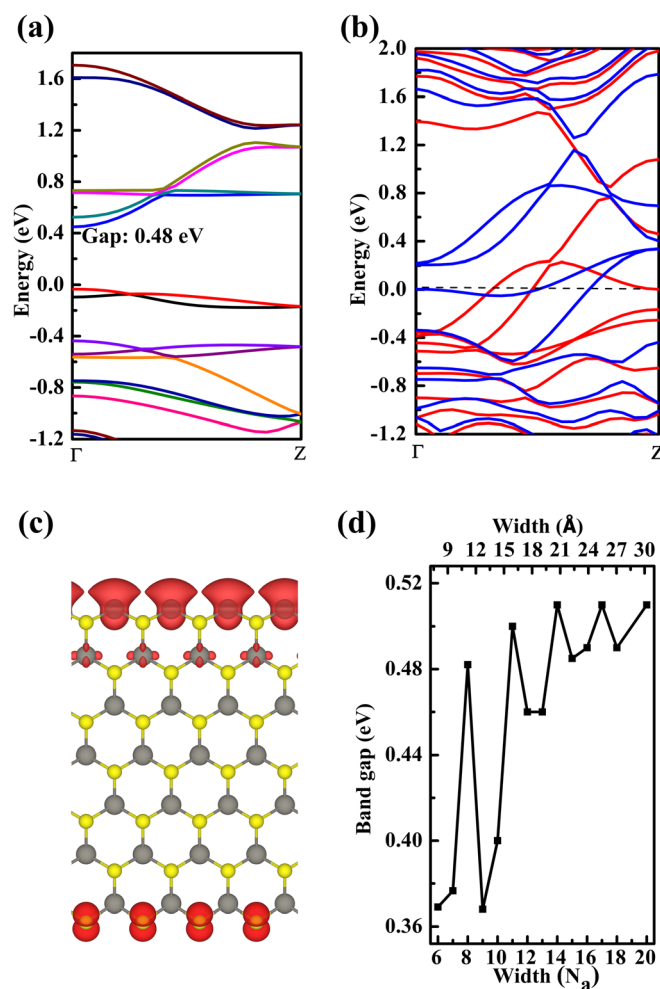 (a)
Energy (eV)
1.6
1.2
0.8
0.4
0.0
-0.4
-0.8
-1.2
Gap: 0.48 eV
Γ
Z
(b)
Energy (eV)
2.0
1.6
1.2
0.8
0.4
0.0
-0.4
-0.8
-1.2
Γ
Z
(c)
(d)
Width (Å)
9 12 15 18 21 24 27 30
Band gap (eV)
0.52
0.48
0.44
0.40
0.36
6 8 10 12 14 16 18 20
Width (Na)